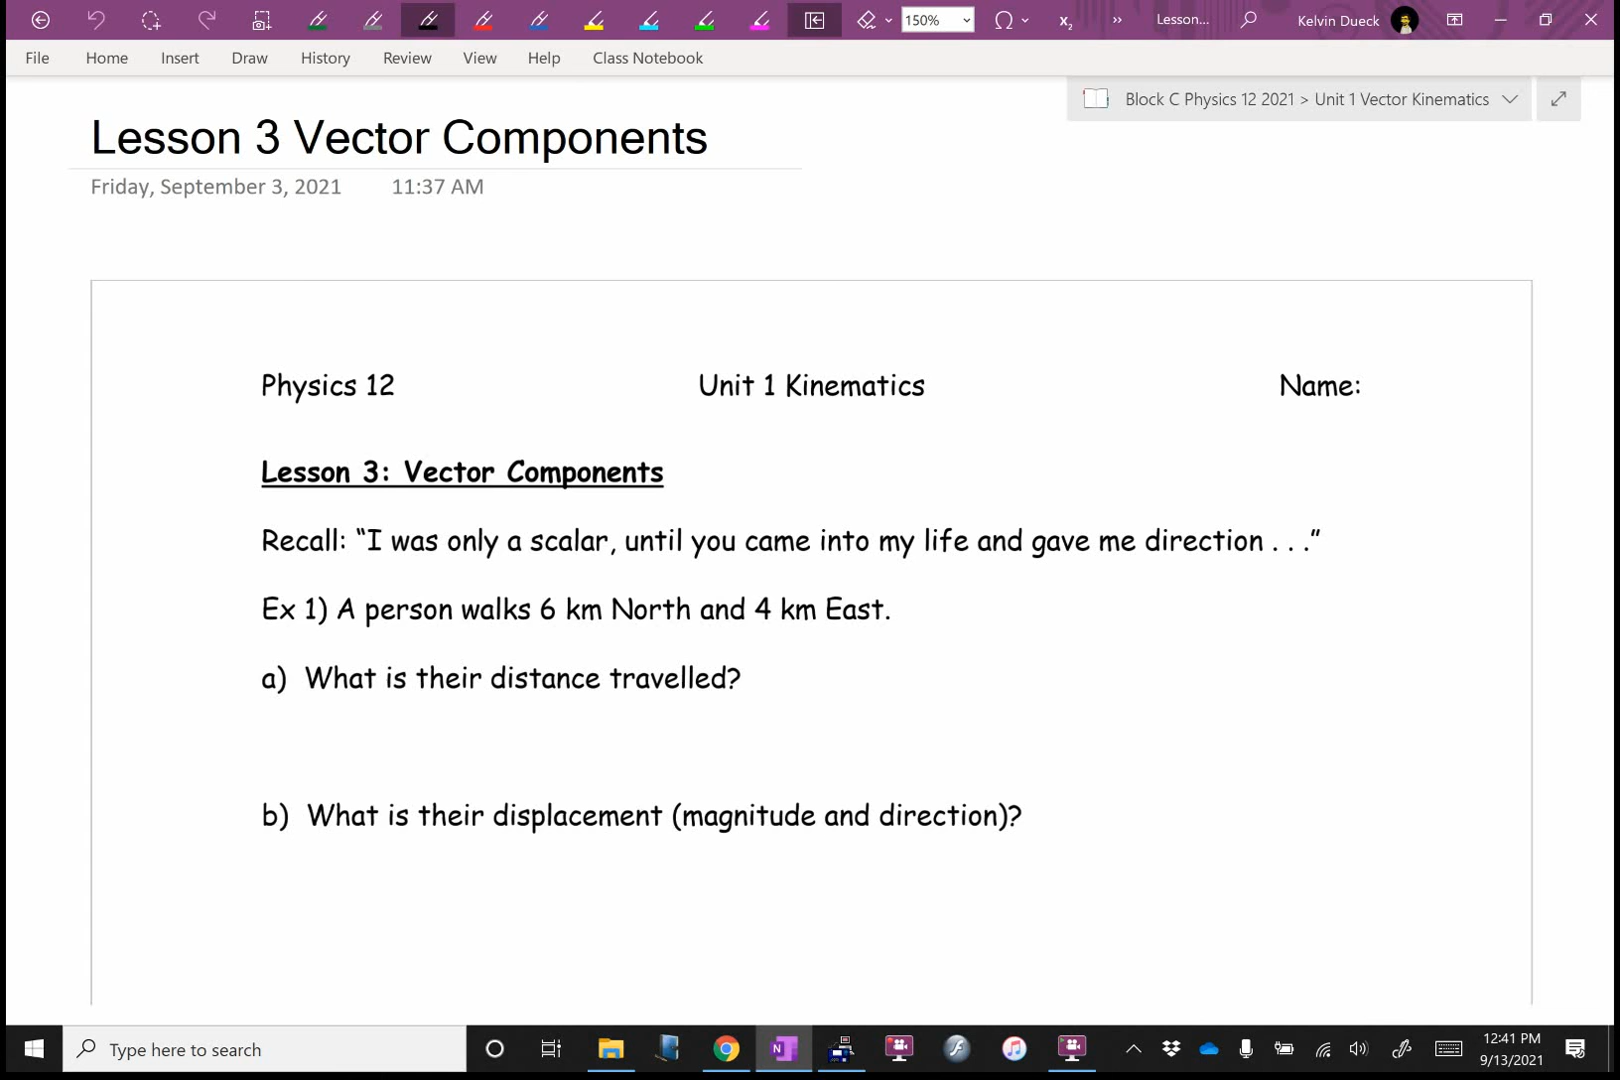 150%
Ω
x₂
Lesson...
Kelvin Dueck
File Home Insert Draw History Review View Help Class Notebook
Block C Physics 12 2021 > Unit 1 Vector Kinematics
Lesson 3 Vector Components
Friday, September 3, 2021 11:37 AM
Physics 12 Unit 1 Kinematics Name:
Lesson 3: Vector Components
Recall: “I was only a scalar, until you came into my life and gave me direction . . .”
Ex 1) A person walks 6 km North and 4 km East.
a) What is their distance travelled?
b) What is their displacement (magnitude and direction)?
Type here to search
N
12:41 PM
9/13/2021